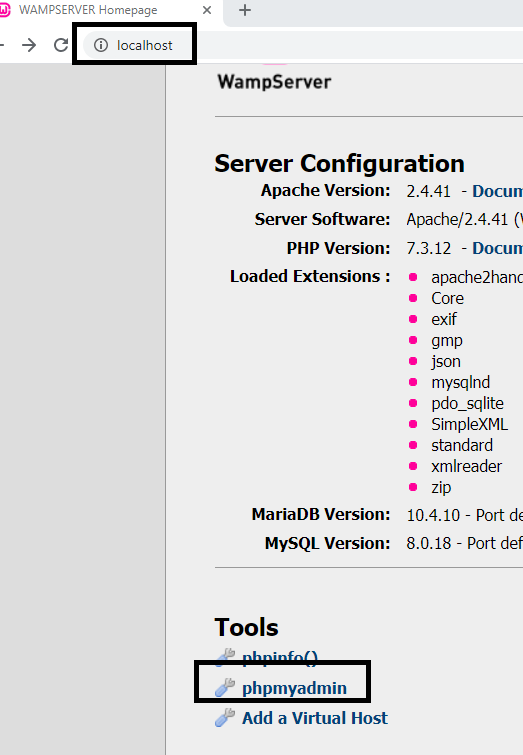 WAMPSERVER Homepage
localhost
WampServer
Server Configuration
Apache Version: 2.4.41 - Docum
Server Software: Apache/2.4.41 (
PHP Version: 7.3.12 - Docum
Loaded Extensions : apache2hand
Core
exif
gmp
json
mysqlnd
pdo_sqlite
SimpleXML
standard
xmlreader
zip
MariaDB Version: 10.4.10 - Port de
MySQL Version: 8.0.18 - Port def
Tools
phpinfo()
phpmyadmin
Add a Virtual Host